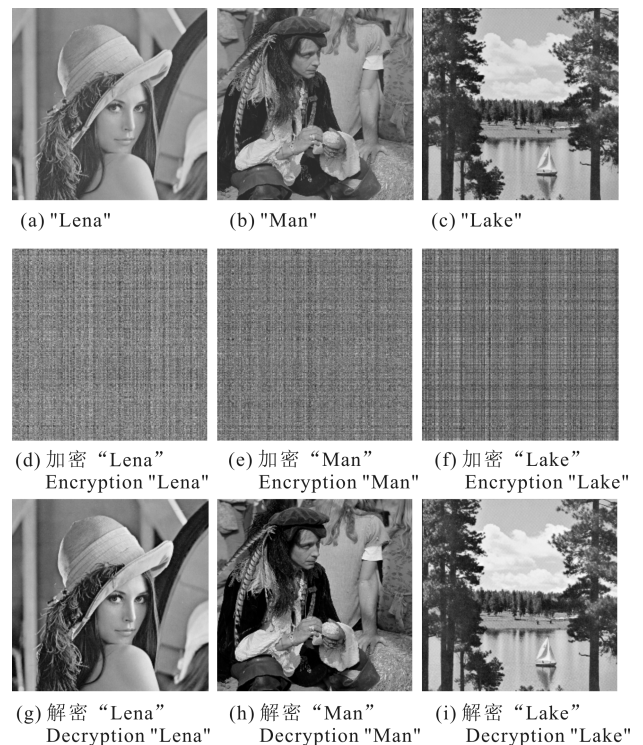 (a) "Lena"
(b) "Man"
(c) "Lake"
(d) 加密“Lena”
Encryption "Lena"
(e) 加密“Man”
Encryption "Man"
(f) 加密“Lake”
Encryption "Lake"
(g) 解密“Lena”
Decryption "Lena"
(h) 解密“Man”
Decryption "Man"
(i) 解密“Lake”
Decryption "Lake"